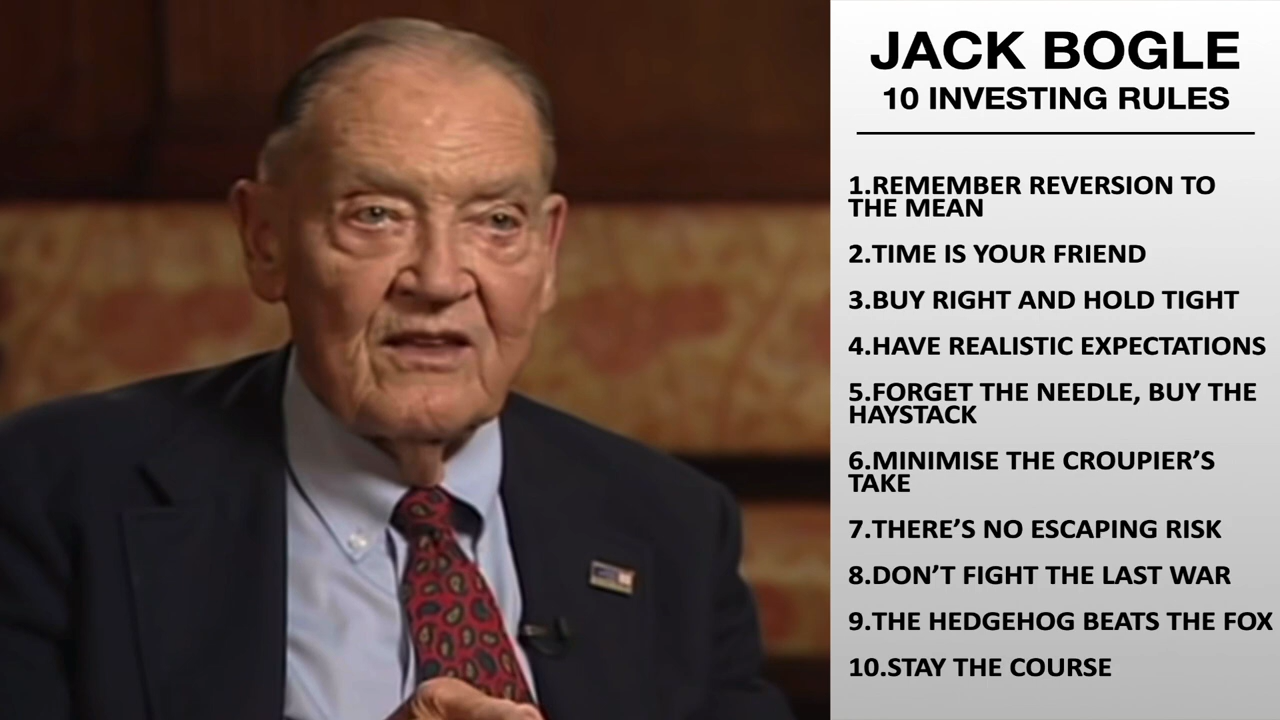 JACK BOGLE
10 INVESTING RULES
1.REMEMBER REVERSION TO
THE MEAN
2.TIME IS YOUR FRIEND
3.BUY RIGHT AND HOLD TIGHT
4.HAVE REALISTIC EXPECTATIONS
5.FORGET THE NEEDLE, BUY THE
HAYSTACK
6.MINIMISE THE CROUPIER’S
TAKE
7.THERE’S NO ESCAPING RISK
8.DON’T FIGHT THE LAST WAR
9.THE HEDGEHOG BEATS THE FOX
10.STAY THE COURSE